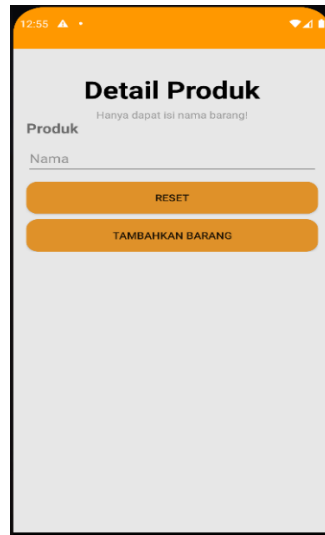 12:55
Detail Produk
Hanya dapat isi nama barang!
Produk
Nama
RESET
TAMBAHKAN BARANG